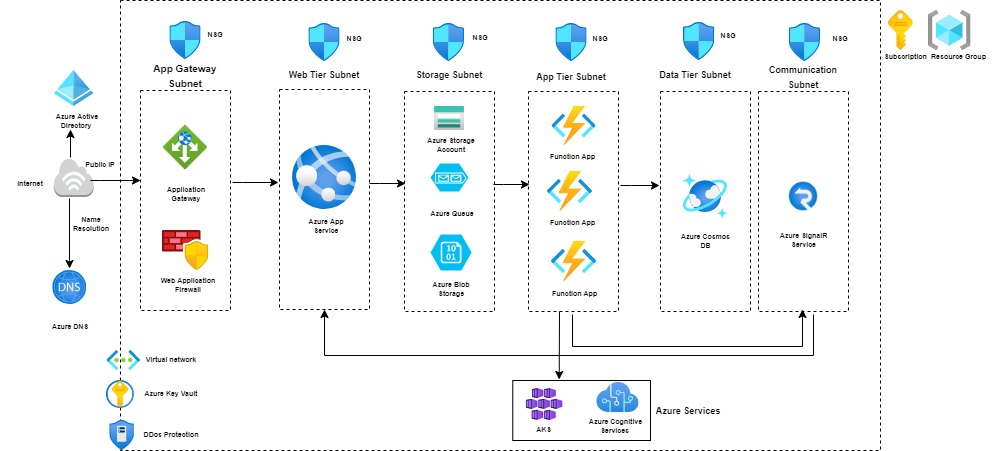 NSG
NSG
NSG
NSG
NSG
NSG
Subscription
Resource Group
App Gateway
Subnet
Web Tier Subnet
Storage Subnet
App Tier Subnet
Data Tier Subnet
Communication
Subnet
Azure Active
Directory
Public IP
Internet
Name
Resolution
DNS
Azure DNS
Application
Gateway
Web Application
Firewall
Azure App
Service
Azure Storage
Account
Azure Queue
10
01
Azure Blob
Storage
Function App
Function App
Function App
Azure Cosmos
DB
Azure SignalR
Service
Virtual network
Azure Key Vault
DDos Protection
AKS
Azure Cognitive
Services
Azure Services